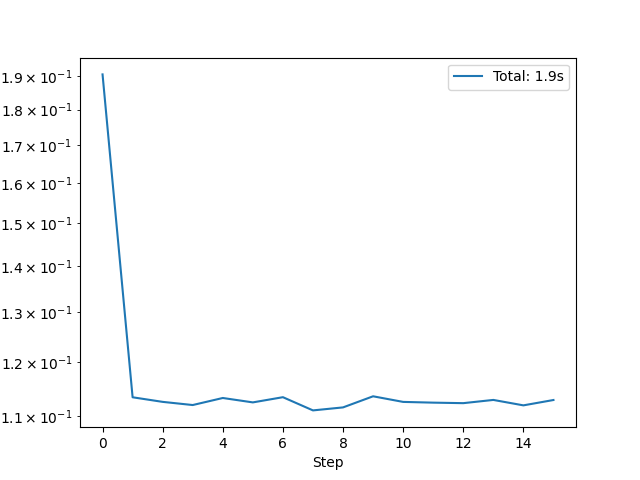 Total: 1.9s
1.9 × 10⁻¹
1.8 × 10⁻¹
1.7 × 10⁻¹
1.6 × 10⁻¹
1.5 × 10⁻¹
1.4 × 10⁻¹
1.3 × 10⁻¹
1.2 × 10⁻¹
1.1 × 10⁻¹
0 2 4 6 8 10 12 14
Step